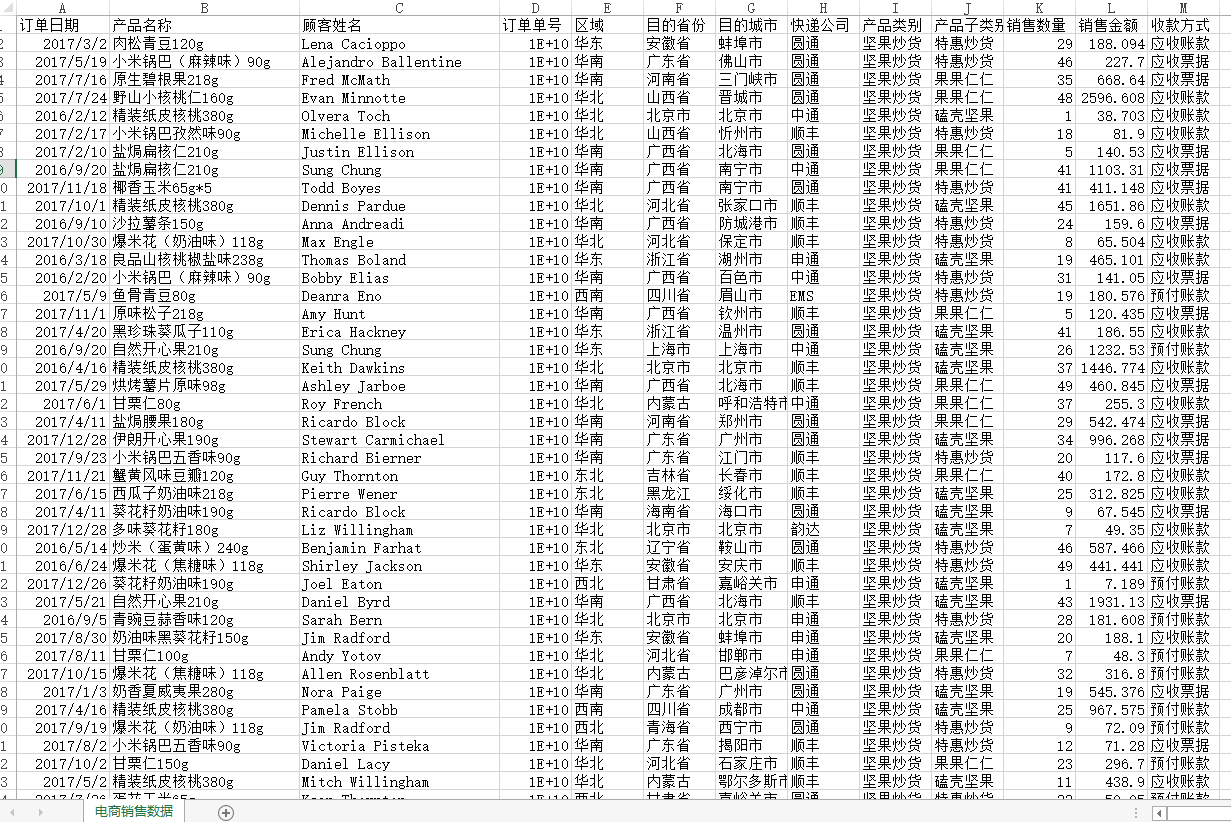 A B C D E F G H I J K L M
订单日期 产品名称 顾客姓名 订单单号 区域 目的省份 目的城市 快递公司 产品类别 产品子类别 销售数量 销售金额 收款方式
2017/3/2 肉松青豆120g Lena Cacioppo 1E+10 华东 安徽省 蚌埠市 圆通 坚果炒货 特惠炒货 29 188.094 应收账款
2017/5/19 小米锅巴（麻辣味）90g Alejandro Ballentine 1E+10 华南 广东省 佛山市 圆通 坚果炒货 特惠炒货 46 227.7 应收票据
2017/7/16 原生碧根果218g Fred McMath 1E+10 华南 河南省 三门峡市 圆通 坚果炒货 果果仁仁 35 668.64 应收票据
2017/7/24 野山小核桃仁160g Evan Minnotte 1E+10 华北 山西省 晋城市 圆通 坚果炒货 果果仁仁 48 2596.608 应收账款
2016/2/12 精装纸皮核桃380g Olvera Toch 1E+10 华北 北京市 北京市 中通 坚果炒货 磕壳坚果 1 38.703 应收账款
2017/2/17 小米锅巴孜然味90g Michelle Ellison 1E+10 华北 山西省 忻州市 顺丰 坚果炒货 特惠炒货 18 81.9 应收账款
2017/2/10 盐焗扁核仁210g Justin Ellison 1E+10 华南 广西省 北海市 圆通 坚果炒货 果果仁仁 5 140.53 应收票据
2016/9/20 盐焗扁核仁210g Sung Chung 1E+10 华南 广西省 南宁市 中通 坚果炒货 果果仁仁 41 1103.31 应收票据
2017/11/18 椰香玉米65g*5 Todd Boyes 1E+10 华南 广西省 南宁市 圆通 坚果炒货 特惠炒货 41 411.148 应收票据
2017/10/1 精装纸皮核桃380g Dennis Pardue 1E+10 华北 河北省 张家口市 顺丰 坚果炒货 磕壳坚果 45 1651.86 应收账款
2016/9/10 沙拉薯条150g Anna Andreadi 1E+10 华南 广西省 防城港市 顺丰 坚果炒货 特惠炒货 24 159.6 应收票据
2017/10/30 爆米花（奶油味）118g Max Engle 1E+10 华北 河北省 保定市 顺丰 坚果炒货 特惠炒货 8 65.504 应收账款
2016/3/18 良品山核桃椒盐味238g Thomas Boland 1E+10 华东 浙江省 湖州市 申通 坚果炒货 磕壳坚果 19 465.101 应收账款
2016/2/20 小米锅巴（麻辣味）90g Bobby Elias 1E+10 华南 广西省 百色市 中通 坚果炒货 特惠炒货 31 141.05 应收票据
2017/5/9 鱼骨青豆80g Deanra Eno 1E+10 西南 四川省 眉山市 EMS 坚果炒货 特惠炒货 19 180.576 预付账款
2017/11/1 原味松子218g Amy Hunt 1E+10 华南 广西省 钦州市 顺丰 坚果炒货 果果仁仁 5 120.435 应收票据
2017/4/20 黑珍珠葵瓜子110g Erica Hackney 1E+10 华东 浙江省 温州市 圆通 坚果炒货 磕壳坚果 41 186.55 应收账款
2016/9/20 自然开心果210g Sung Chung 1E+10 华东 上海市 上海市 中通 坚果炒货 磕壳坚果 26 1232.53 预付账款
2016/4/16 精装纸皮核桃380g Keith Dawkins 1E+10 华北 北京市 北京市 顺丰 坚果炒货 磕壳坚果 37 1446.774 应收账款
2017/5/29 烘烤薯片原味98g Ashley Jarboe 1E+10 华南 广西省 北海市 顺丰 坚果炒货 果果仁仁 49 460.845 应收票据
2017/6/1 甘栗仁80g Roy French 1E+10 华北 内蒙古 呼和浩特市 中通 坚果炒货 果果仁仁 37 255.3 应收账款
2017/4/11 盐焗腰果180g Ricardo Block 1E+10 华南 河南省 郑州市 圆通 坚果炒货 果果仁仁 29 542.474 应收票据
2017/12/28 伊朗开心果190g Stewart Carmichael 1E+10 华南 广东省 广州市 圆通 坚果炒货 磕壳坚果 34 996.268 应收票据
2017/9/23 小米锅巴五香味90g Richard Bierner 1E+10 华南 广东省 江门市 顺丰 坚果炒货 特惠炒货 20 117.6 应收票据
2017/11/21 蟹黄风味豆瓣120g Guy Thornton 1E+10 东北 吉林省 长春市 顺丰 坚果炒货 果果仁仁 40 172.8 应收账款
2017/6/15 西瓜子奶油味218g Pierre Wener 1E+10 东北 黑龙江 绥化市 顺丰 坚果炒货 磕壳坚果 25 312.825 应收账款
2017/4/11 葵花籽奶油味190g Ricardo Block 1E+10 华南 海南省 海口市 圆通 坚果炒货 磕壳坚果 9 67.545 应收票据
2017/12/28 多味葵花籽180g Liz Willingham 1E+10 华北 北京市 北京市 韵达 坚果炒货 磕壳坚果 7 49.35 应收账款
2016/5/14 炒米（蛋黄味）240g Benjamin Farhat 1E+10 东北 辽宁省 鞍山市 圆通 坚果炒货 特惠炒货 46 587.466 应收账款
2016/6/24 爆米花（焦糖味）118g Shirley Jackson 1E+10 华东 安徽省 安庆市 顺丰 坚果炒货 特惠炒货 49 441.441 应收账款
2017/12/26 葵花籽奶油味190g Joel Eaton 1E+10 西北 甘肃省 嘉峪关市 申通 坚果炒货 磕壳坚果 1 7.189 预付账款
2017/5/21 自然开心果210g Daniel Byrd 1E+10 华南 广西省 北海市 顺丰 坚果炒货 磕壳坚果 43 1931.13 应收票据
2016/9/5 青豌豆蒜香味120g Sarah Bern 1E+10 华北 北京市 北京市 申通 坚果炒货 特惠炒货 28 181.608 预付账款
2017/8/30 奶油味黑葵花籽150g Jim Radford 1E+10 华东 安徽省 蚌埠市 申通 坚果炒货 磕壳坚果 20 188.1 应收账款
2017/8/11 甘栗仁100g Andy Yotov 1E+10 华北 河北省 邯郸市 申通 坚果炒货 果果仁仁 7 48.3 预付账款
2017/10/15 爆米花（焦糖味）118g Allen Rosenblatt 1E+10 华北 内蒙古 巴彦淖尔市 圆通 坚果炒货 特惠炒货 32 316.8 预付账款
2017/1/3 奶香夏威夷果280g Nora Paige 1E+10 华南 广东省 广州市 圆通 坚果炒货 磕壳坚果 19 545.376 应收票据
2017/4/16 精装纸皮核桃380g Pamela Stobb 1E+10 西南 四川省 成都市 中通 坚果炒货 磕壳坚果 25 967.575 预付账款
2017/9/19 爆米花（奶油味）118g Jim Radford 1E+10 西北 青海省 西宁市 圆通 坚果炒货 特惠炒货 9 72.09 预付账款
2017/8/2 小米锅巴五香味90g Victoria Pisteka 1E+10 华南 广东省 揭阳市 顺丰 坚果炒货 特惠炒货 12 71.28 应收票据
2017/10/2 甘栗仁150g Daniel Lacy 1E+10 华北 河北省 石家庄市 顺丰 坚果炒货 果果仁仁 23 296.7 预付账款
2017/5/2 精装纸皮核桃380g Mitch Willingham 1E+10 华北 内蒙古 鄂尔多斯市 顺丰 坚果炒货 磕壳坚果 11 438.9 应收账款
电商销售数据